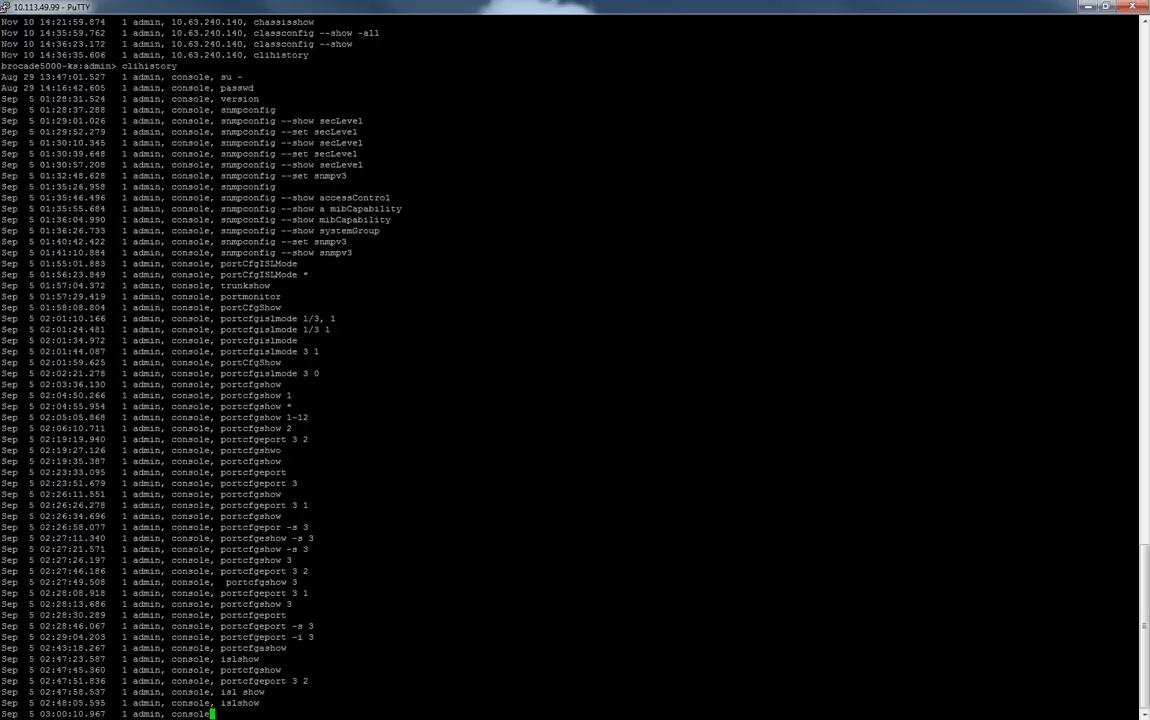 10.113.49.99 - PuTTY
Nov 10 14:21:59.874   1 admin, 10.63.240.140, chassisshow
Nov 10 14:35:59.762   1 admin, 10.63.240.140, classconfig --show -all
Nov 10 14:36:23.172   1 admin, 10.63.240.140, classconfig --show
Nov 10 14:36:35.606   1 admin, 10.63.240.140, clihistory
brocade5000-ks:admin> clihistory
Aug 29 13:47:01.527   1 admin, console, su -
Aug 29 14:16:42.605   1 admin, console, passwd
Sep  5 01:28:31.524   1 admin, console, version
Sep  5 01:28:37.288   1 admin, console, snmpconfig
Sep  5 01:29:01.026   1 admin, console, snmpconfig --show secLevel
Sep  5 01:29:52.279   1 admin, console, snmpconfig --set secLevel
Sep  5 01:30:10.345   1 admin, console, snmpconfig --show secLevel
Sep  5 01:30:39.648   1 admin, console, snmpconfig --set secLevel
Sep  5 01:30:57.208   1 admin, console, snmpconfig --show secLevel
Sep  5 01:32:48.628   1 admin, console, snmpconfig --set snmpv3
Sep  5 01:35:26.958   1 admin, console, snmpconfig
Sep  5 01:35:46.496   1 admin, console, snmpconfig --show accessControl
Sep  5 01:35:55.684   1 admin, console, snmpconfig --show a mibCapability
Sep  5 01:36:04.990   1 admin, console, snmpconfig --show mibCapability
Sep  5 01:36:26.733   1 admin, console, snmpconfig --show systemGroup
Sep  5 01:40:42.422   1 admin, console, snmpconfig --set snmpv3
Sep  5 01:41:10.884   1 admin, console, snmpconfig --show snmpv3
Sep  5 01:55:01.883   1 admin, console, portCfgISLMode
Sep  5 01:56:23.849   1 admin, console, portCfgISLMode *
Sep  5 01:57:04.372   1 admin, console, trunkshow
Sep  5 01:57:29.419   1 admin, console, portmonitor
Sep  5 01:58:08.804   1 admin, console, portCfgShow
Sep  5 02:01:10.166   1 admin, console, portcfgislmode 1/3, 1
Sep  5 02:01:24.481   1 admin, console, portcfgislmode 1/3 1
Sep  5 02:01:34.972   1 admin, console, portcfgislmode
Sep  5 02:01:44.087   1 admin, console, portcfgislmode 3 1
Sep  5 02:01:59.625   1 admin, console, portCfgShow
Sep  5 02:02:21.278   1 admin, console, portcfgislmode 3 0
Sep  5 02:03:36.130   1 admin, console, portcfgshow
Sep  5 02:04:50.266   1 admin, console, portcfgshow 1
Sep  5 02:04:55.954   1 admin, console, portcfgshow *
Sep  5 02:05:05.868   1 admin, console, portcfgshow 1-12
Sep  5 02:06:10.711   1 admin, console, portcfgshow 2
Sep  5 02:19:19.940   1 admin, console, portcfgeport 3 2
Sep  5 02:19:27.126   1 admin, console, portcfgshwo
Sep  5 02:19:35.387   1 admin, console, portcfgshow
Sep  5 02:23:33.095   1 admin, console, portcfgeport
Sep  5 02:23:51.679   1 admin, console, portcfgeport 3
Sep  5 02:26:11.551   1 admin, console, portcfgshow
Sep  5 02:26:26.278   1 admin, console, portcfgeport 3 1
Sep  5 02:26:34.696   1 admin, console, portcfgshow
Sep  5 02:26:58.077   1 admin, console, portcfgepor -s 3
Sep  5 02:27:11.340   1 admin, console, portcfgeshow -s 3
Sep  5 02:27:21.571   1 admin, console, portcfgshow -s 3
Sep  5 02:27:26.197   1 admin, console, portcfgshow 3
Sep  5 02:27:46.186   1 admin, console, portcfgeport 3 2
Sep  5 02:27:49.508   1 admin, console,  portcfgshow 3
Sep  5 02:28:08.918   1 admin, console, portcfgeport 3 1
Sep  5 02:28:13.686   1 admin, console, portcfgshow 3
Sep  5 02:28:30.289   1 admin, console, portcfgeport
Sep  5 02:28:46.067   1 admin, console, portcfgeport -s 3
Sep  5 02:29:04.203   1 admin, console, portcfgeport -i 3
Sep  5 02:43:18.267   1 admin, console, portcfgashow
Sep  5 02:47:23.587   1 admin, console, islshow
Sep  5 02:47:45.360   1 admin, console, portcfgshow
Sep  5 02:47:51.836   1 admin, console, portcfgeport 3 2
Sep  5 02:47:58.537   1 admin, console, isl show
Sep  5 02:48:05.595   1 admin, console, islshow
Sep  5 03:00:10.967   1 admin, console